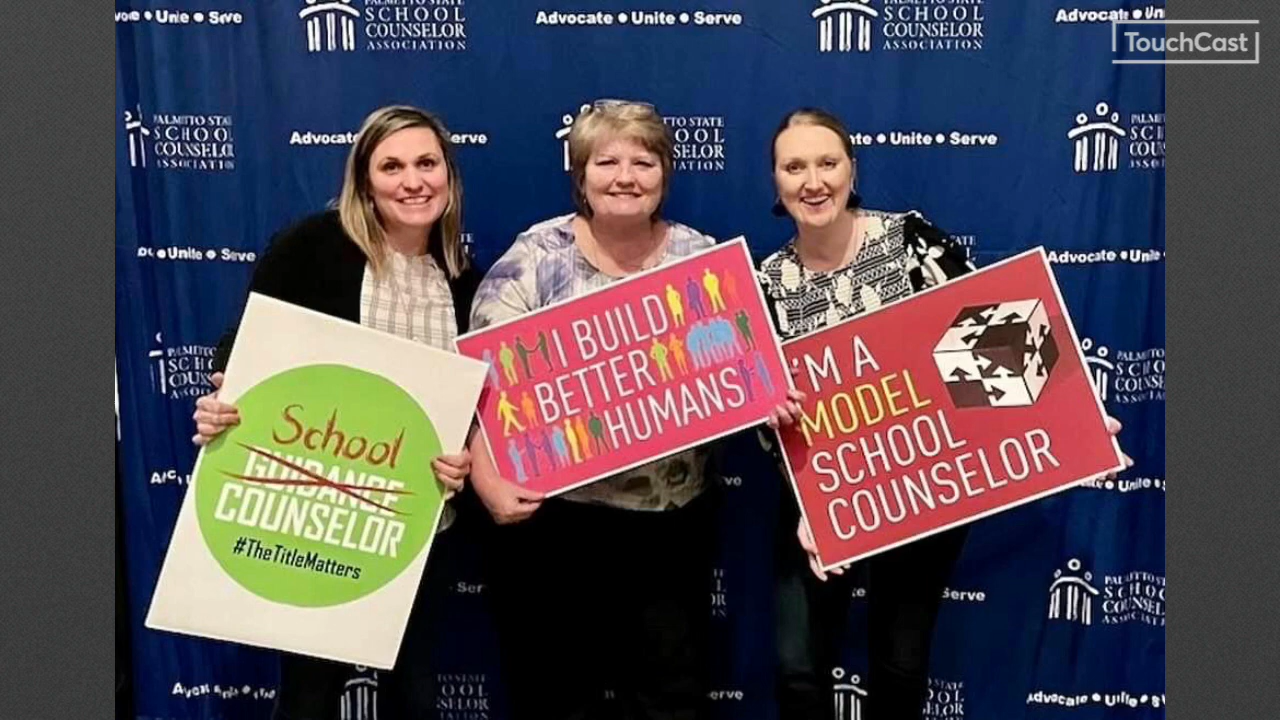 Advocate • Unite • Serve
PALMETTO STATE
SCHOOL
COUNSELOR
ASSOCIATION
TouchCast
School
GUIDANCE
COUNSELOR
#TheTitleMatters
I BUILD
BETTER
HUMANS
I'M A
MODEL
SCHOOL
COUNSELOR